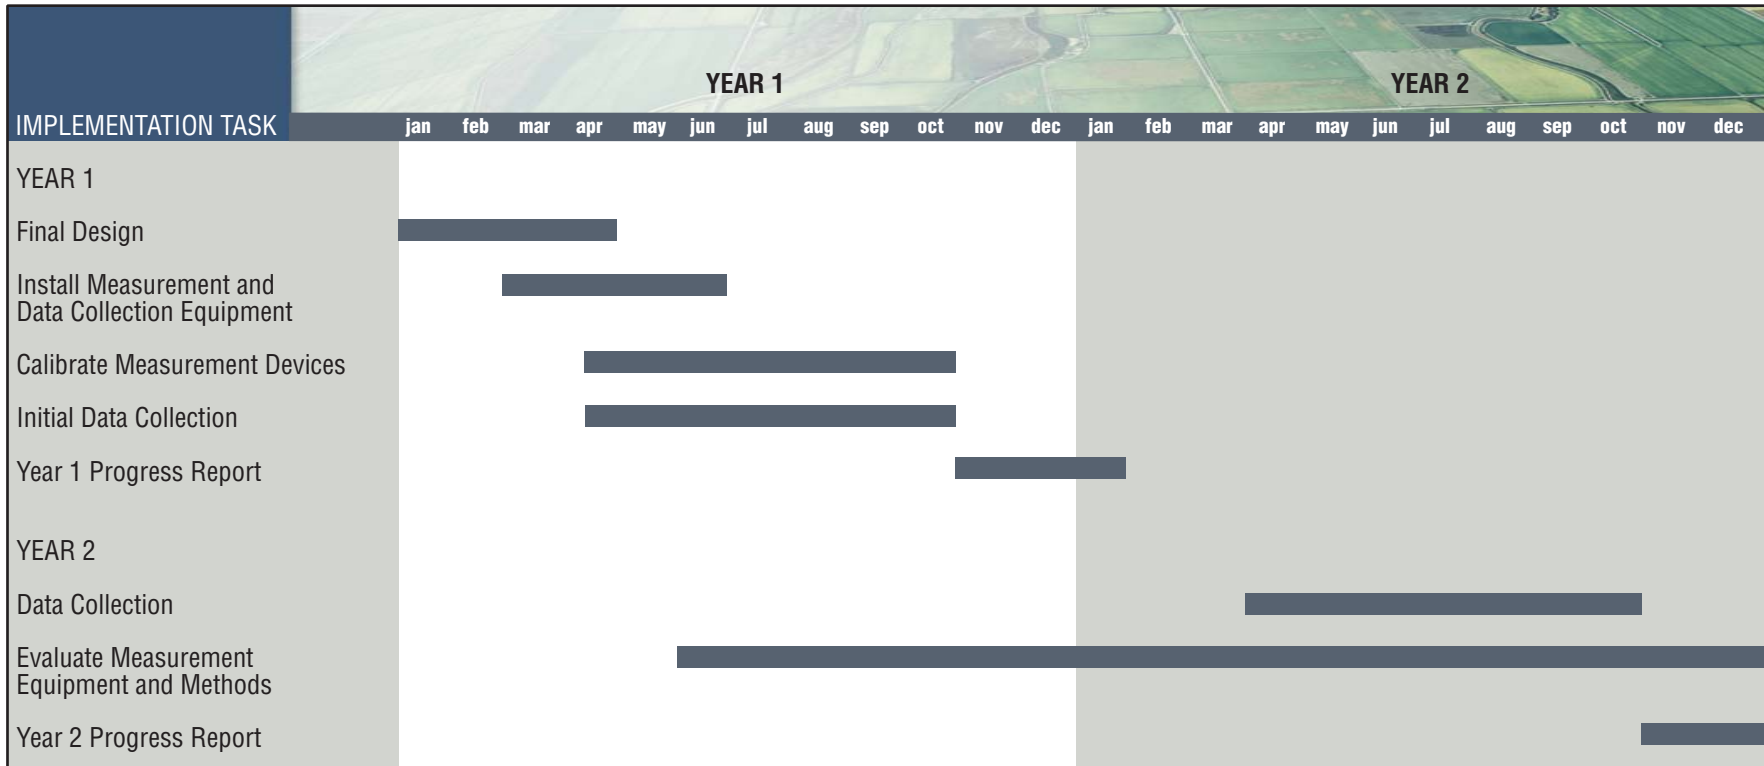 YEAR 1 YEAR 2
IMPLEMENTATION TASK jan feb mar apr may jun jul aug sep oct nov dec jan feb mar apr may jun jul aug sep oct nov dec
YEAR 1
Final Design
Install Measurement and
Data Collection Equipment
Calibrate Measurement Devices
Initial Data Collection
Year 1 Progress Report
YEAR 2
Data Collection
Evaluate Measurement
Equipment and Methods
Year 2 Progress Report